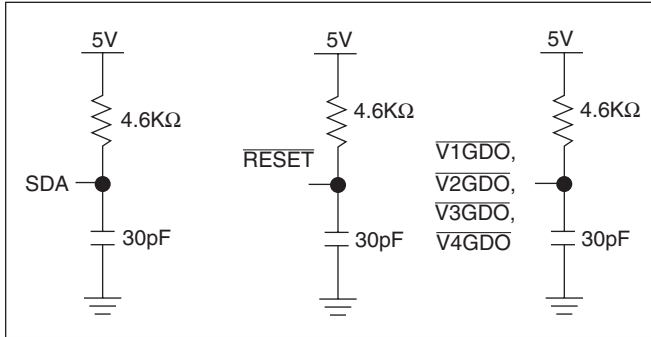 5V
4.6KΩ
SDA
30pF
5V
4.6KΩ
RESET
30pF
5V
4.6KΩ
V1GDO,
V2GDO,
V3GDO,
V4GDO
30pF